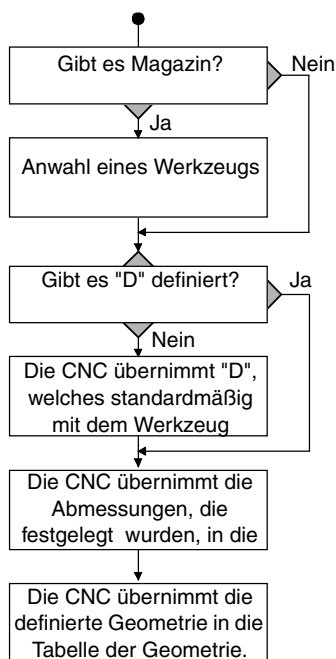 Gibt es Magazin?
Nein
Ja
Anwahl eines Werkzeugs
Gibt es "D" definiert?
Ja
Nein
Die CNC übernimmt "D",
welches standardmäßig
mit dem Werkzeug
Die CNC übernimmt die
Abmessungen, die
festgelegt wurden, in die
Die CNC übernimmt die
definierte Geometrie in die
Tabelle der Geometrie.